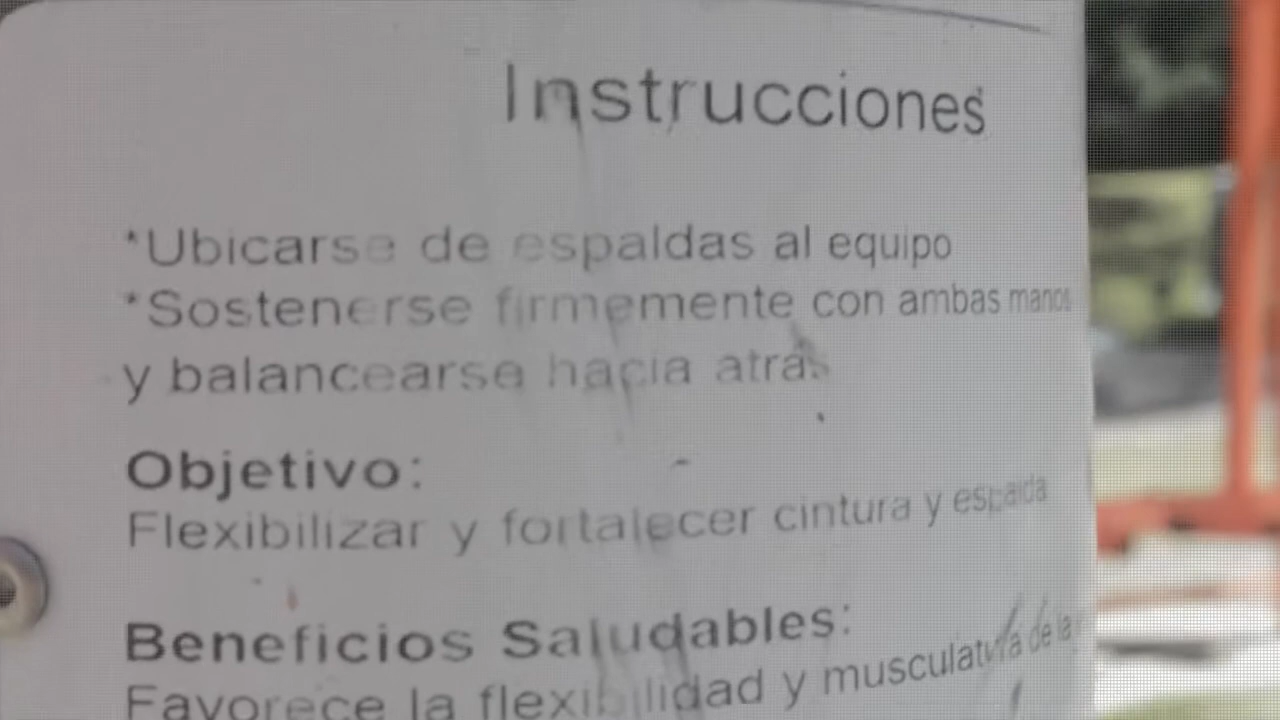 Instrucciones
*Ubicarse de espaldas al equipo
*Sostenerse firmemente con ambas manos
y balancearse hacia atras
Objetivo:
Flexibilizar y fortalecer cintura y espalda
Beneficios Saludables:
Favorece la flexibilidad y musculatura de la